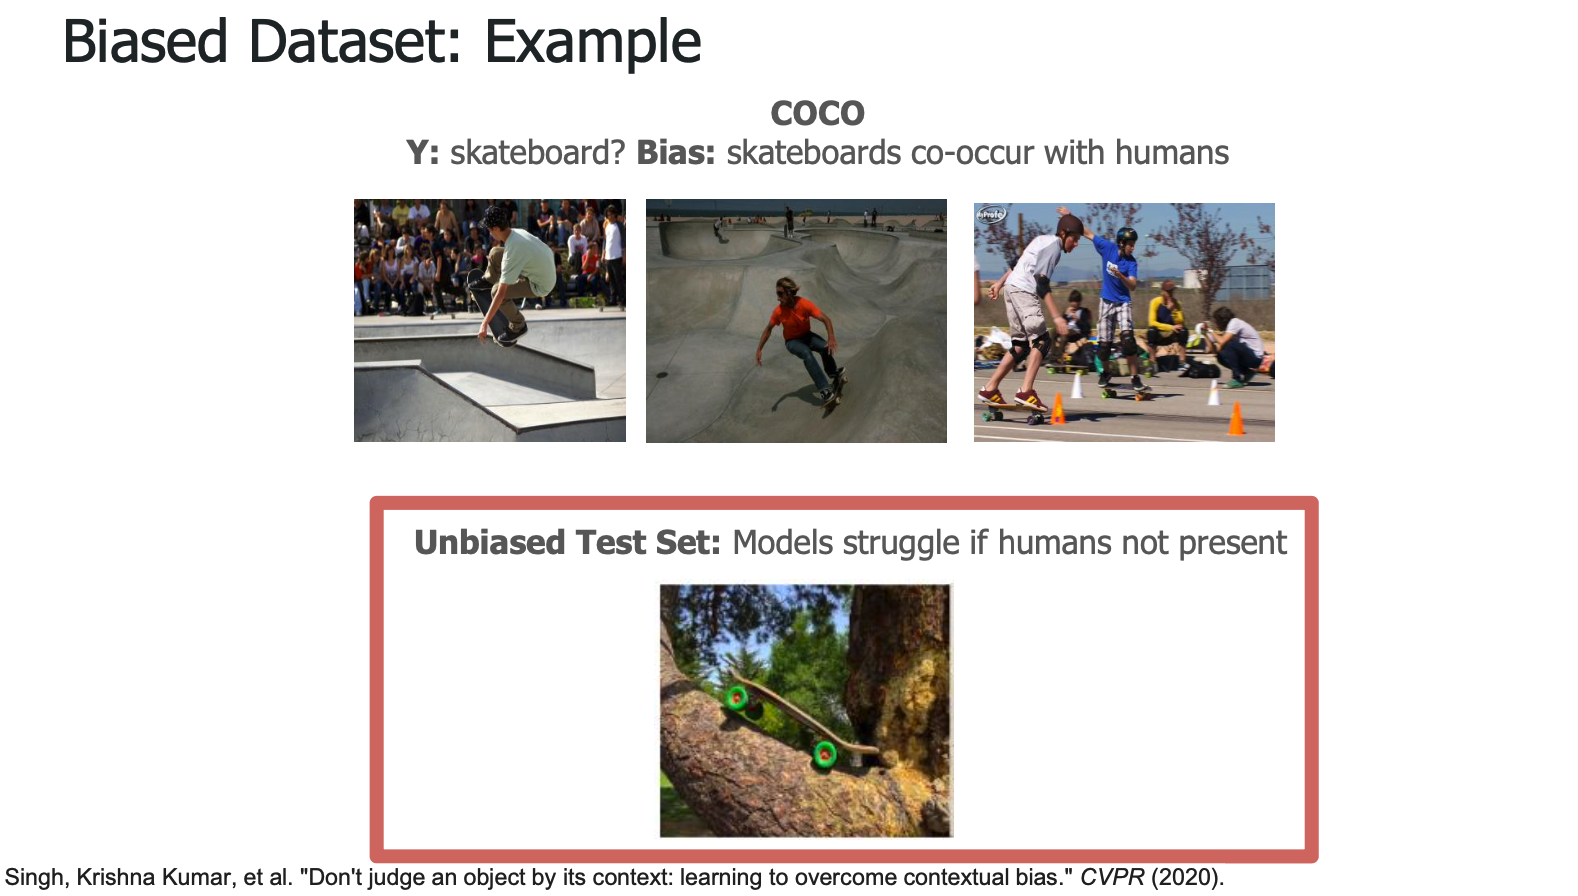 Biased Dataset: Example
COCO
Y: skateboard? Bias: skateboards co-occur with humans
Unbiased Test Set: Models struggle if humans not present
Singh, Krishna Kumar, et al. "Don't judge an object by its context: learning to overcome contextual bias." CVPR (2020).